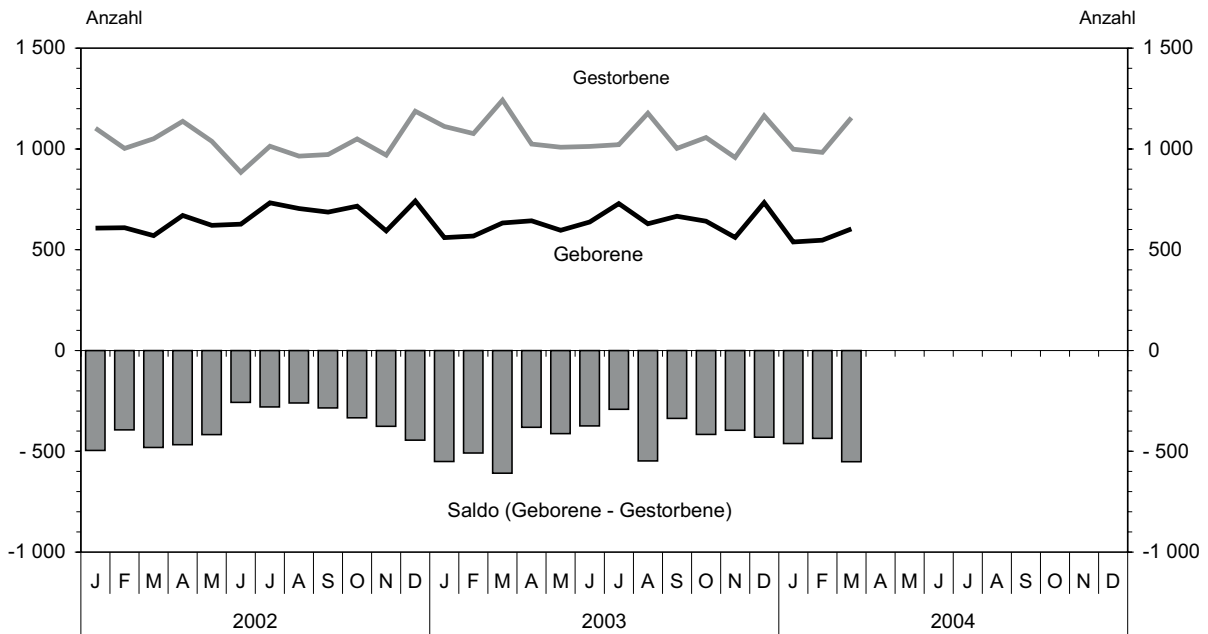 Anzahl Anzahl
1 500 1 500
Gestorbene
1 000 1 000
500 500
Geborene
0 0
- 500 - 500
Saldo (Geborene - Gestorbene)
-1 000 -1 000
J F M A M J J A S O N D J F M A M J J A S O N D J F M A M J J A S O N D
2002 2003 2004